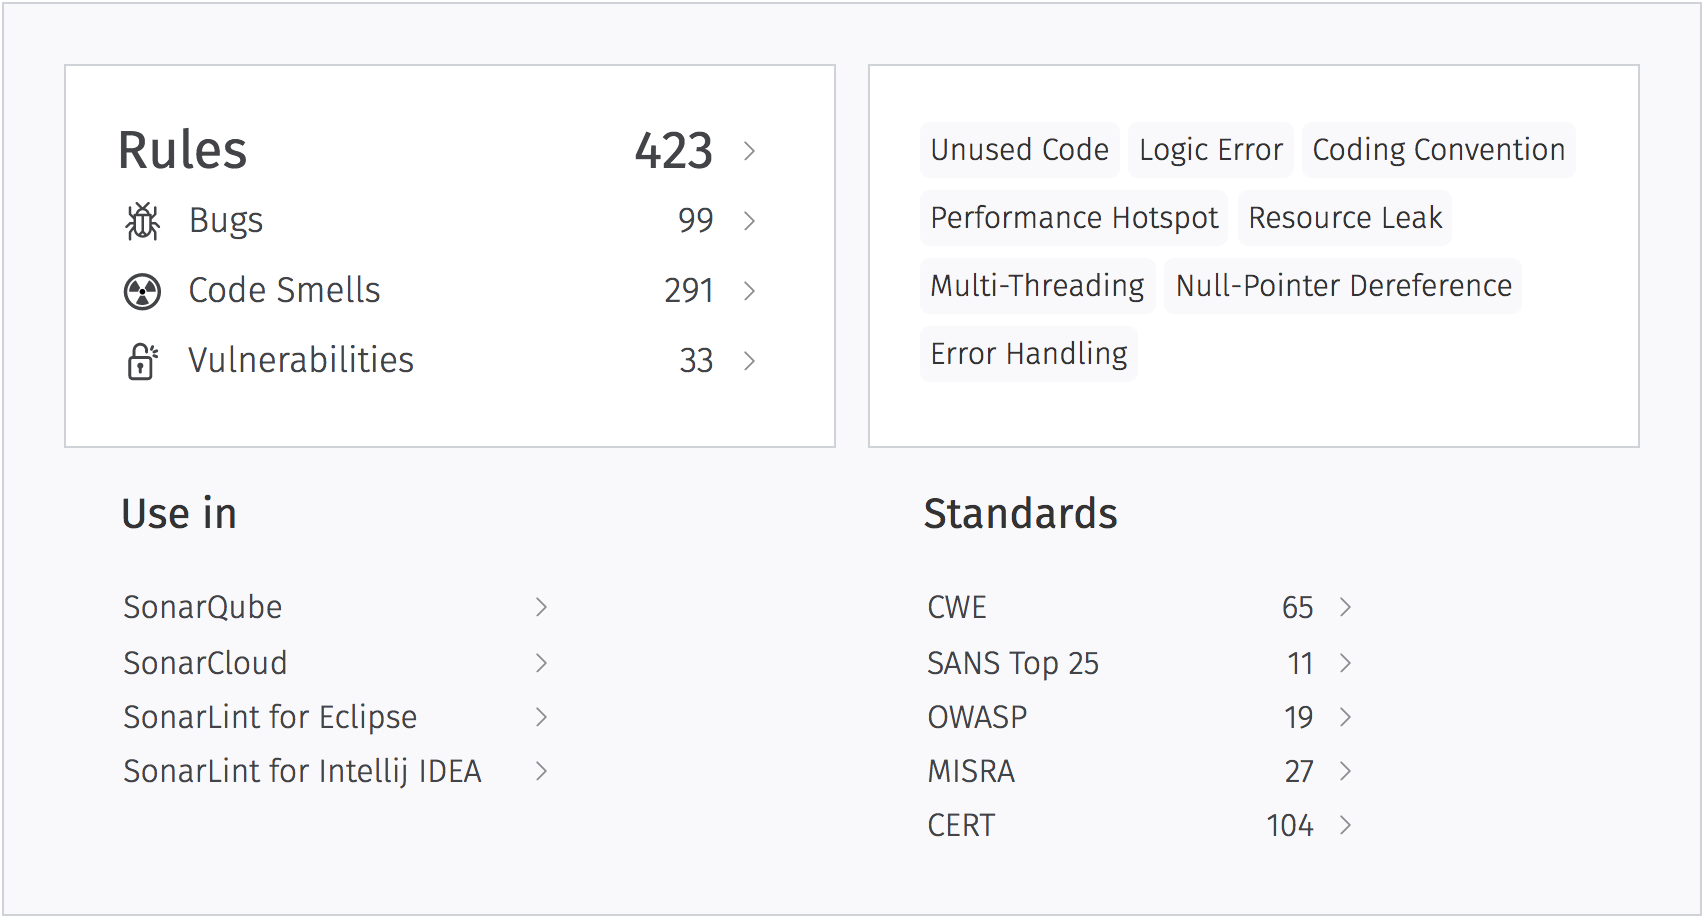 Rules 423
Bugs 99
Code Smells 291
Vulnerabilities 33
Unused Code Logic Error Coding Convention
Performance Hotspot Resource Leak
Multi-Threading Null-Pointer Dereference
Error Handling
Use in
SonarQube
SonarCloud
SonarLint for Eclipse
SonarLint for Intellij IDEA
Standards
CWE 65
SANS Top 25 11
OWASP 19
MISRA 27
CERT 104